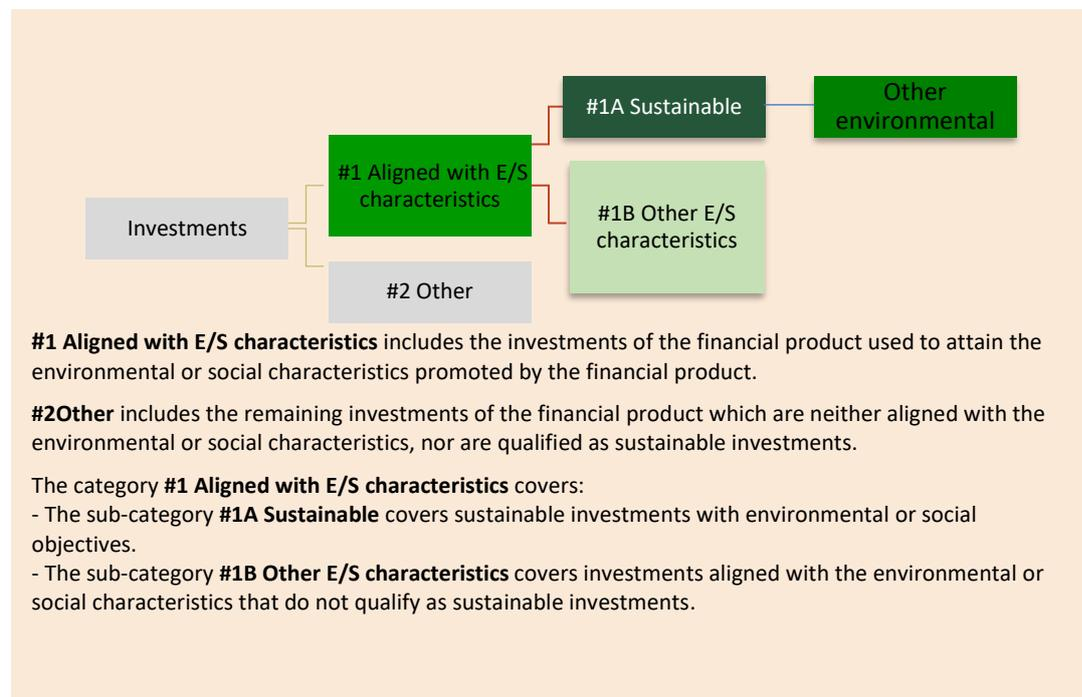 #1A Sustainable
Other
environmental
#1 Aligned with E/S
characteristics
#1B Other E/S
characteristics
Investments
#2 Other
#1 Aligned with E/S characteristics includes the investments of the financial product used to attain the
environmental or social characteristics promoted by the financial product.
#2Other includes the remaining investments of the financial product which are neither aligned with the
environmental or social characteristics, nor are qualified as sustainable investments.
The category #1 Aligned with E/S characteristics covers:
- The sub-category #1A Sustainable covers sustainable investments with environmental or social
objectives.
- The sub-category #1B Other E/S characteristics covers investments aligned with the environmental or
social characteristics that do not qualify as sustainable investments.